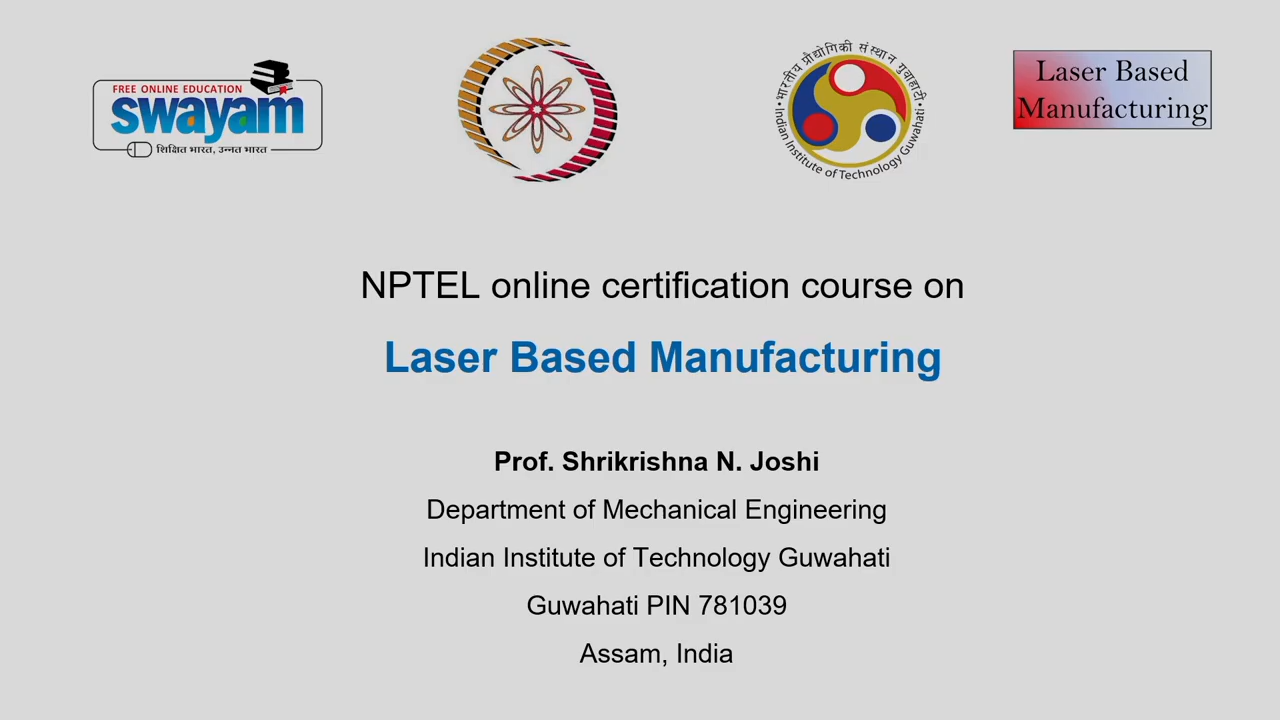 FREE ONLINE EDUCATION
swayam
शिक्षित भारत, उन्नत भारत
भारतीय प्रौद्योगिकी संस्थान गुवाहाटी
Indian Institute of Technology Guwahati
Laser Based
Manufacturing
NPTEL online certification course on
Laser Based Manufacturing
Prof. Shrikrishna N. Joshi
Department of Mechanical Engineering
Indian Institute of Technology Guwahati
Guwahati PIN 781039
Assam, India